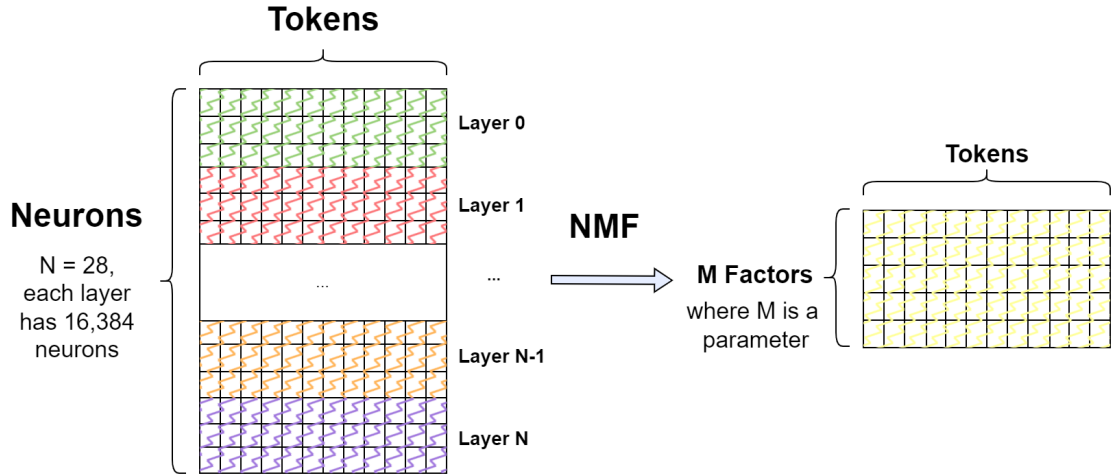 Tokens
Layer 0
Layer 1
Neurons
N = 28,
each layer
has 16,384
neurons
...
...
Layer N-1
Layer N
NMF
Tokens
M Factors
where M is a
parameter